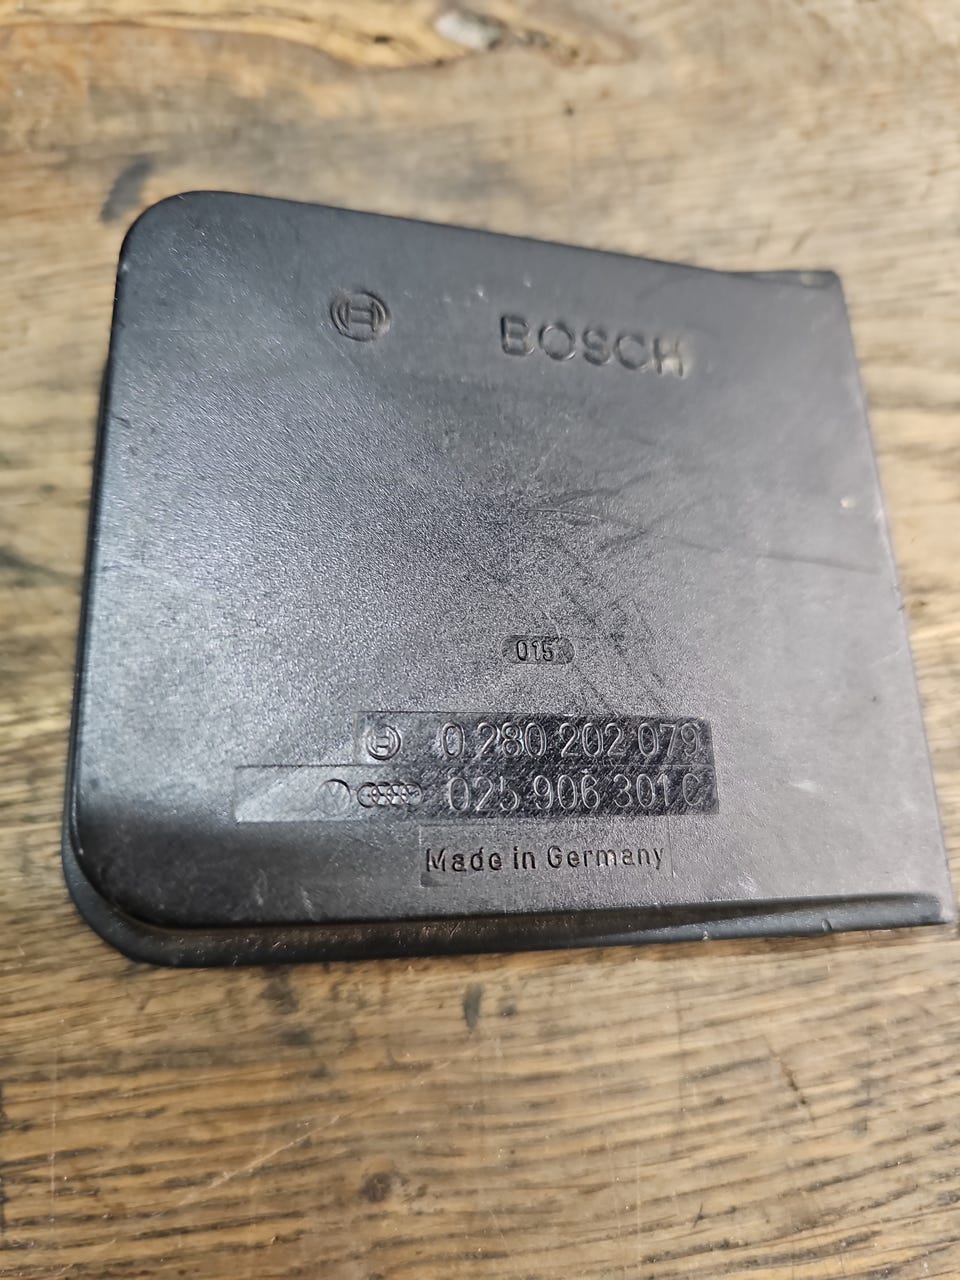 BOSCH
015
0 280 202 079
025 906 301 C
Made in Germany